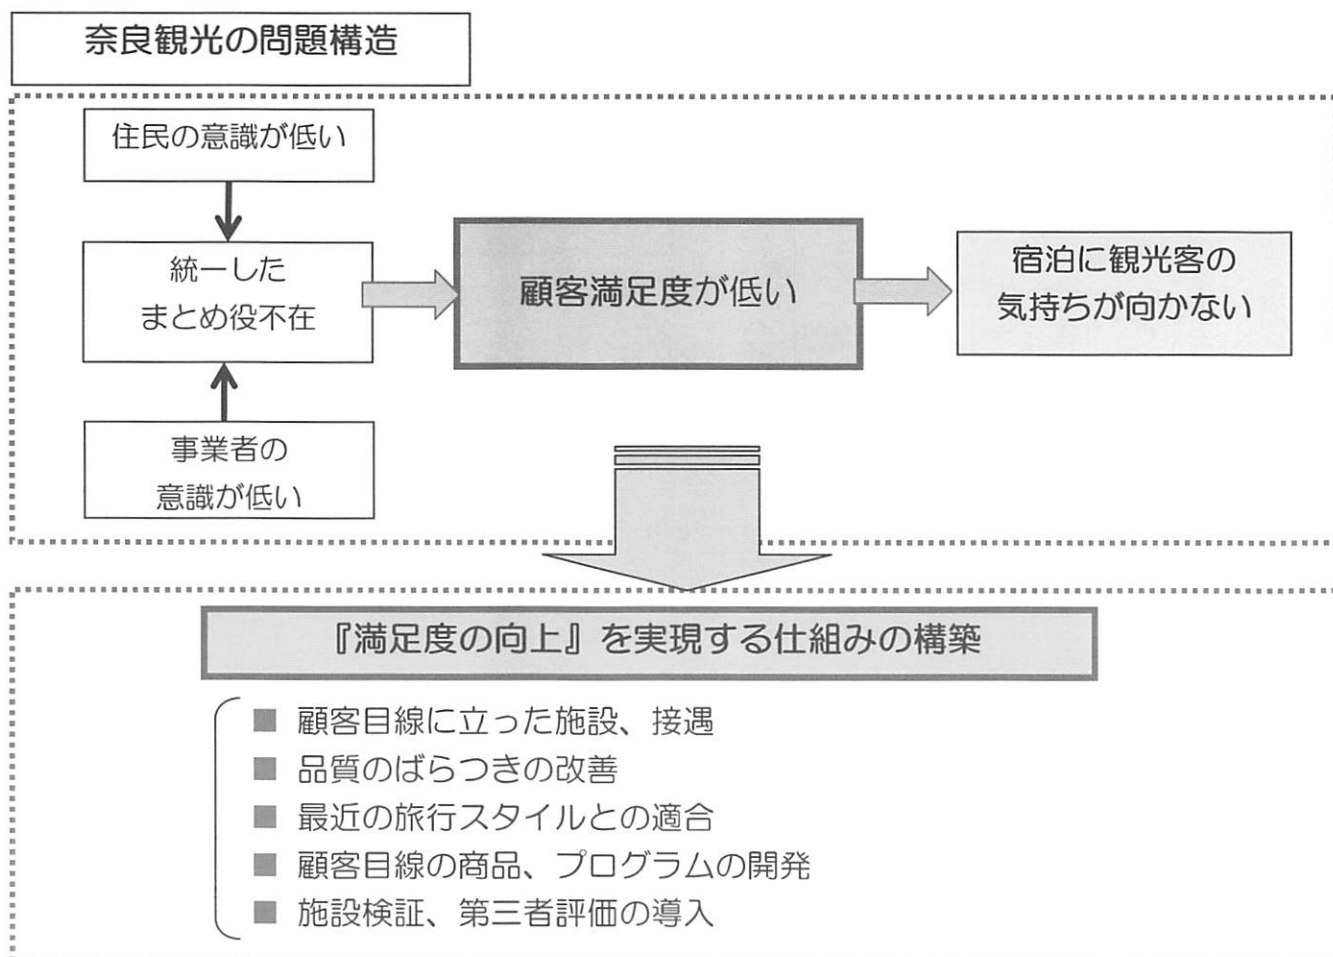 奈良観光の問題構造
住民の意識が低い
統一した
まとめ役不在
事業者の
意識が低い
顧客満足度が低い
宿泊に観光客の
気持ちが向かない
『満足度の向上』を実現する仕組みの構築
■ 顧客目線に立った施設、接遇
■ 品質のばらつきの改善
■ 最近の旅行スタイルとの適合
■ 顧客目線の商品、プログラムの開発
■ 施設検証、第三者評価の導入